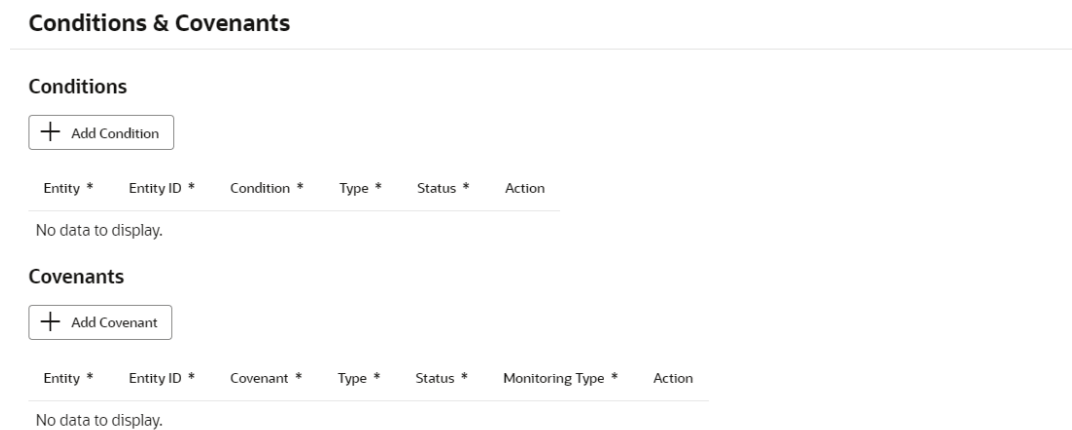 Conditions & Covenants
Conditions
Add Condition
Entity * Entity ID * Condition * Type * Status * Action
No data to display.
Covenants
Add Covenant
Entity * Entity ID * Covenant * Type * Status * Monitoring Type * Action
No data to display.